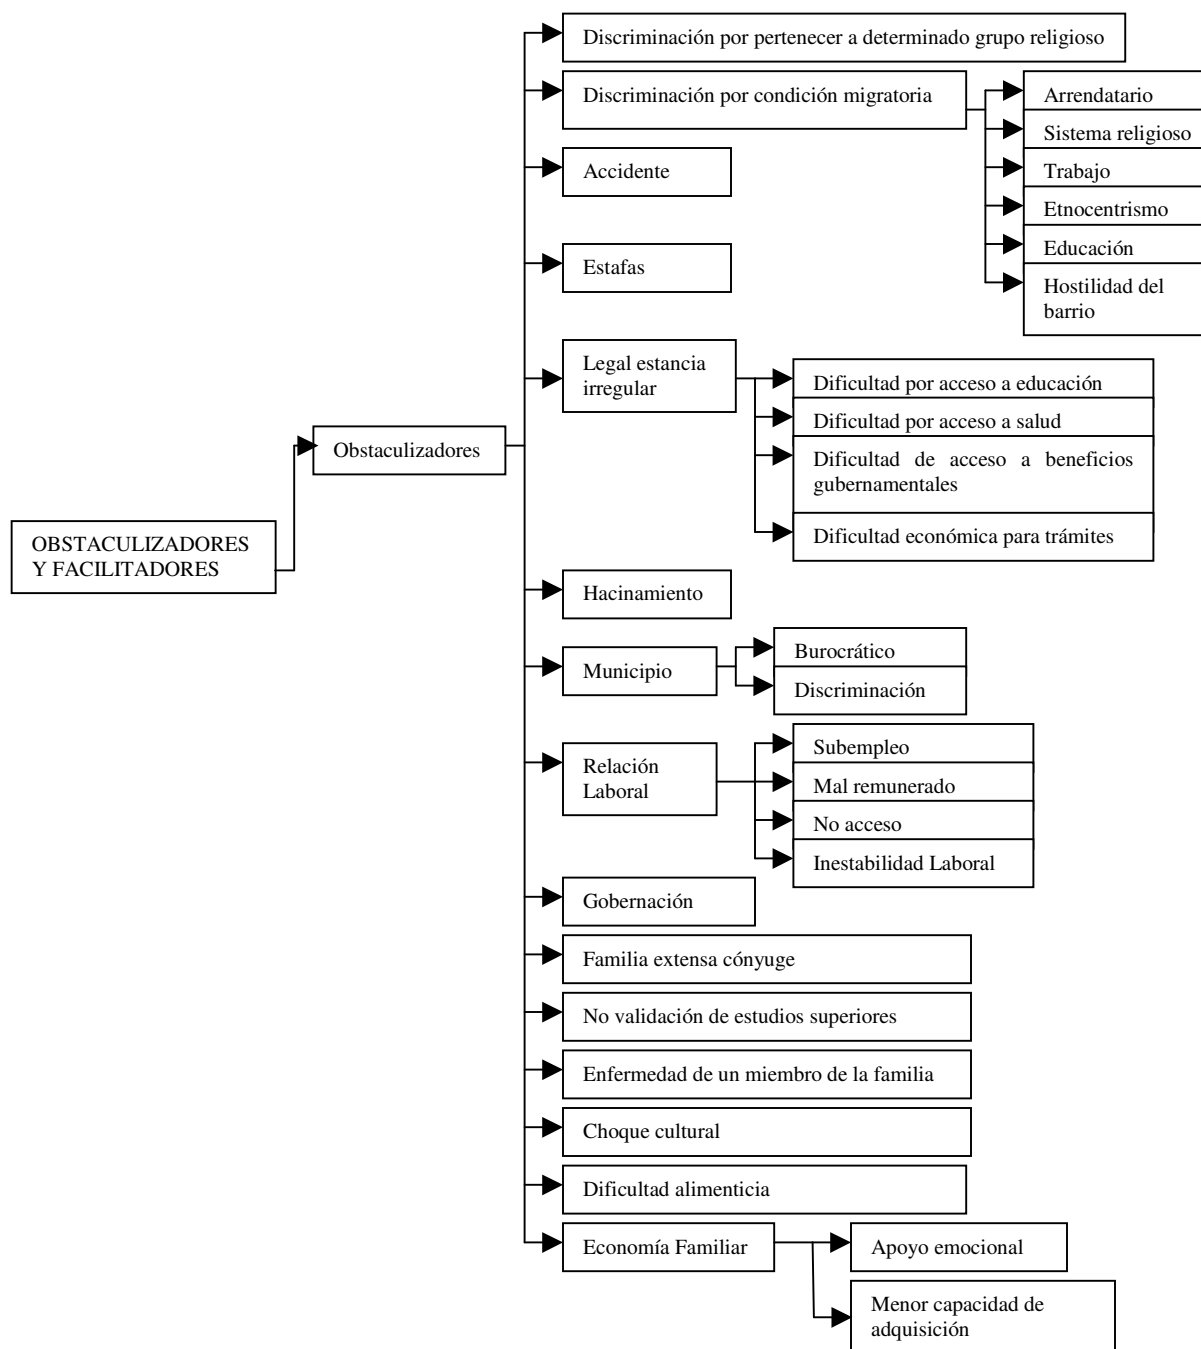 Discriminación por pertenecer a determinado grupo religioso
Discriminación por condición migratoria
Arrendatario
Sistema religioso
Trabajo
Etnocentrismo
Educación
Hostilidad del
barrio
Accidente
Estafas
Legal estancia
irregular
Dificultad por acceso a educación
Dificultad por acceso a salud
Dificultad de acceso a beneficios
gubernamentales
Dificultad económica para trámites
Obstaculizadores
OBSTACULIZADORES
Y FACILITADORES
Hacinamiento
Municipio
Burocrático
Discriminación
Relación
Laboral
Subempleo
Mal remunerado
No acceso
Inestabilidad Laboral
Gobernación
Familia extensa cónyuge
No validación de estudios superiores
Enfermedad de un miembro de la familia
Choque cultural
Dificultad alimenticia
Economía Familiar
Apoyo emocional
Menor capacidad de
adquisición